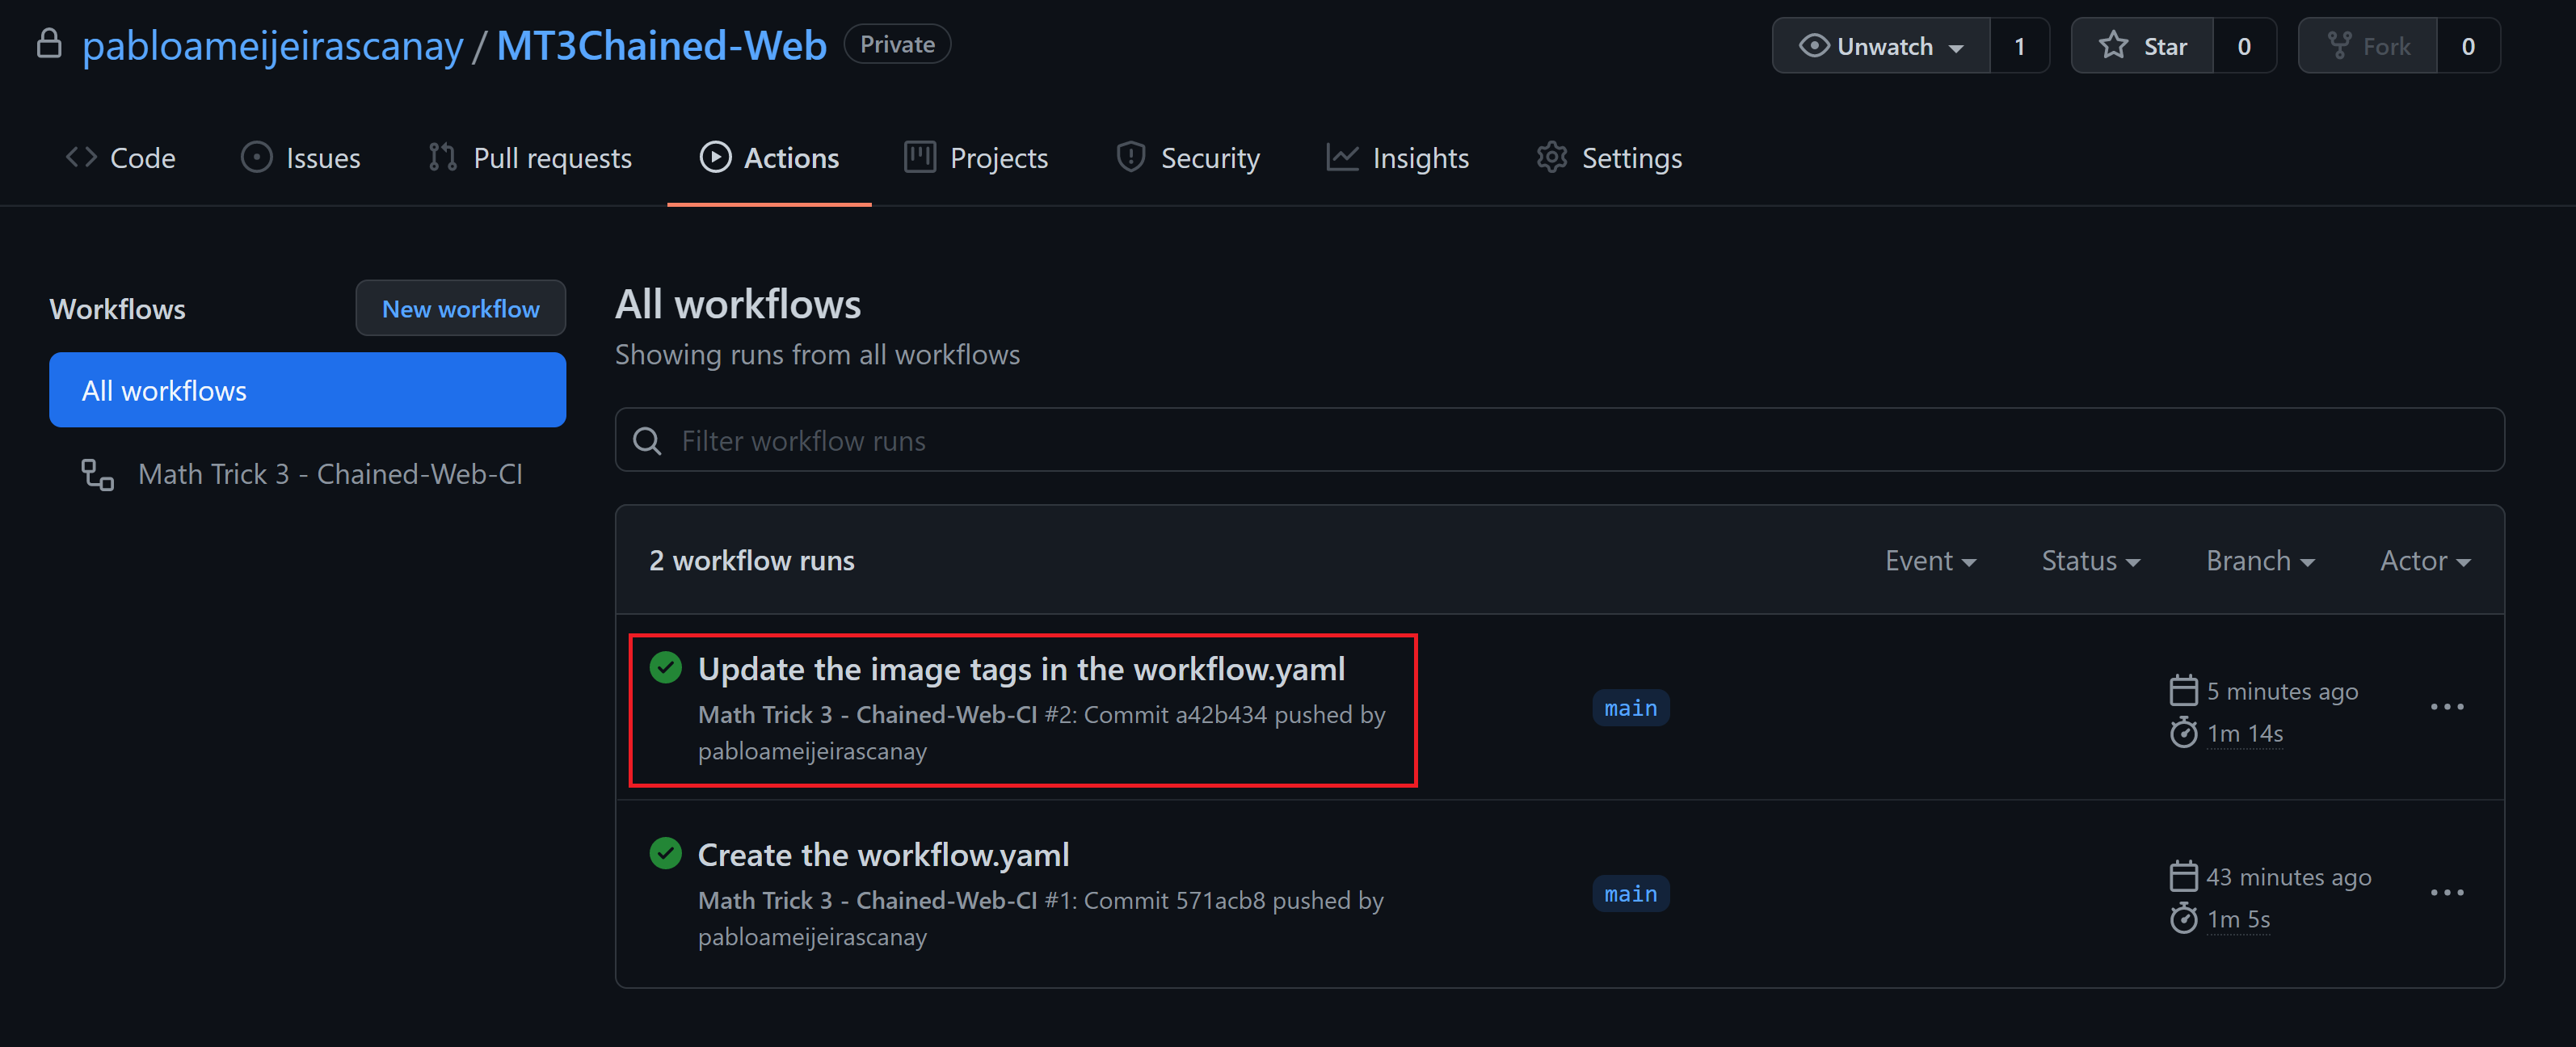 pabloameijeirascanay / MT3Chained-Web Private
Unwatch 1 Star 0 Fork 0
Code Issues Pull requests Actions Projects Security Insights Settings
Workflows New workflow
All workflows
Math Trick 3 - Chained-Web-CI
All workflows
Showing runs from all workflows
Filter workflow runs
2 workflow runs Event Status Branch Actor
Update the image tags in the workflow.yaml
Math Trick 3 - Chained-Web-CI #2: Commit a42b434 pushed by
pabloameijeirascanay
main
5 minutes ago
1m 14s
Create the workflow.yaml
Math Trick 3 - Chained-Web-CI #1: Commit 571acb8 pushed by
pabloameijeirascanay
main
43 minutes ago
1m 5s